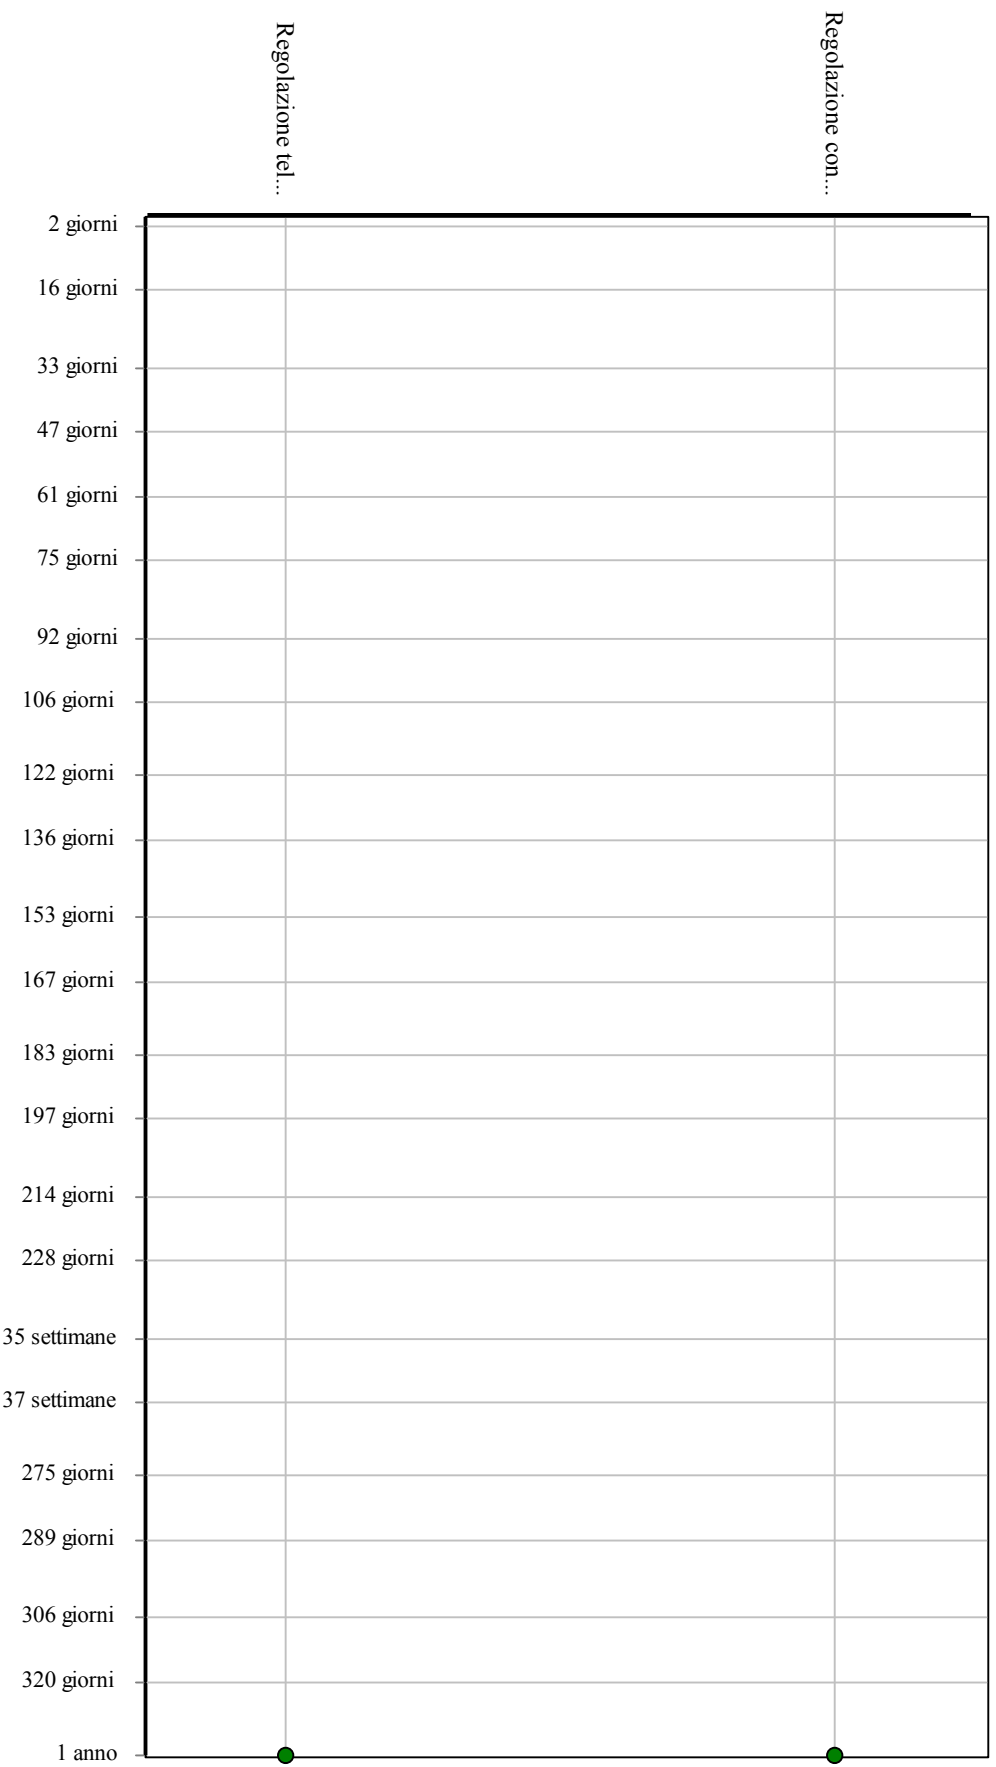 Regolazione tel...
Regolazione con...
2 giorni
16 giorni
33 giorni
47 giorni
61 giorni
75 giorni
92 giorni
106 giorni
122 giorni
136 giorni
153 giorni
167 giorni
183 giorni
197 giorni
214 giorni
228 giorni
35 settimane
37 settimane
275 giorni
289 giorni
306 giorni
320 giorni
1 anno